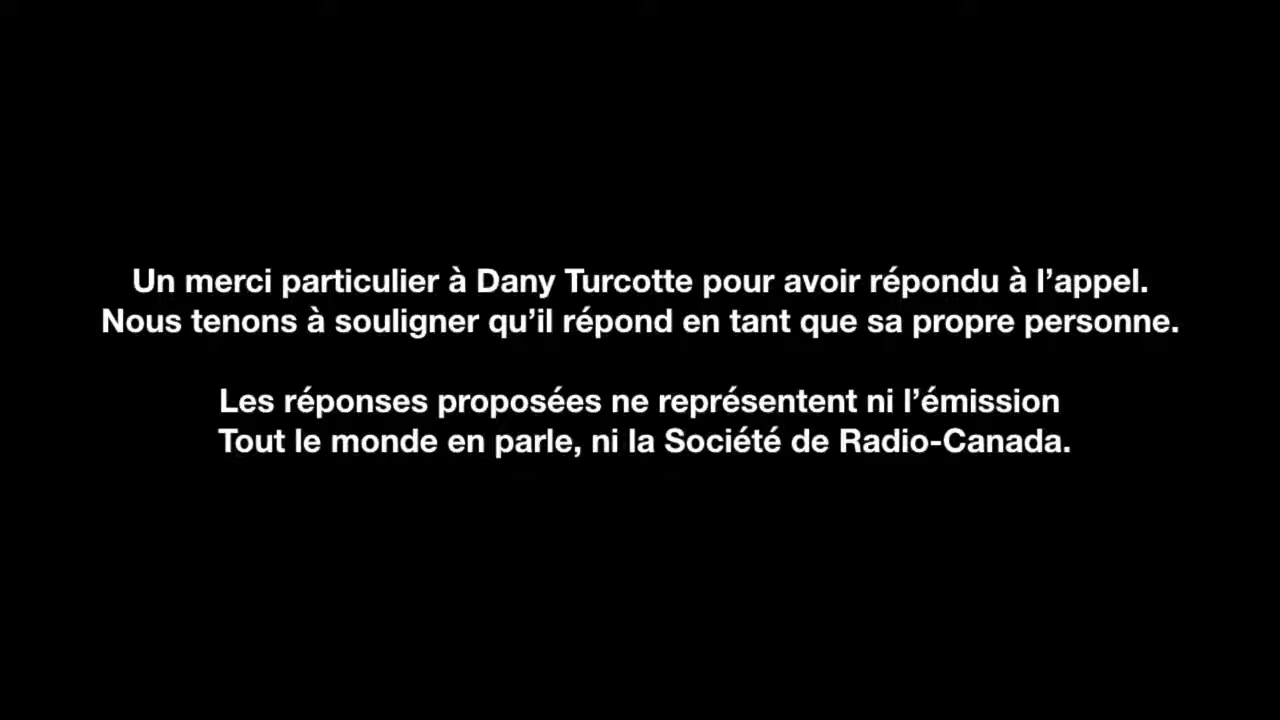 Un merci particulier à Dany Turcotte pour avoir répondu à l’appel.
Nous tenons à souligner qu’il répond en tant que sa propre personne.
Les réponses proposées ne représentent ni l’émission
Tout le monde en parle, ni la Société de Radio-Canada.